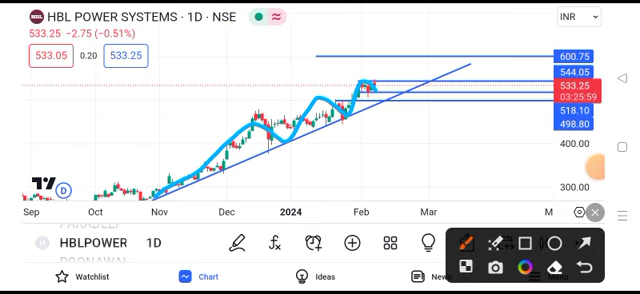 HBL POWER SYSTEMS · 1D · NSE
INR
533.25 −2.75 (−0.51%)
533.05 0.20 533.25
600.75
544.05
533.25
03:25:59
518.10
498.80
400.00
300.00
D
Sep Oct Nov Dec 2024 Feb Mar M
H HBLPOWER 1D
Watchlist Chart Ideas News Menu